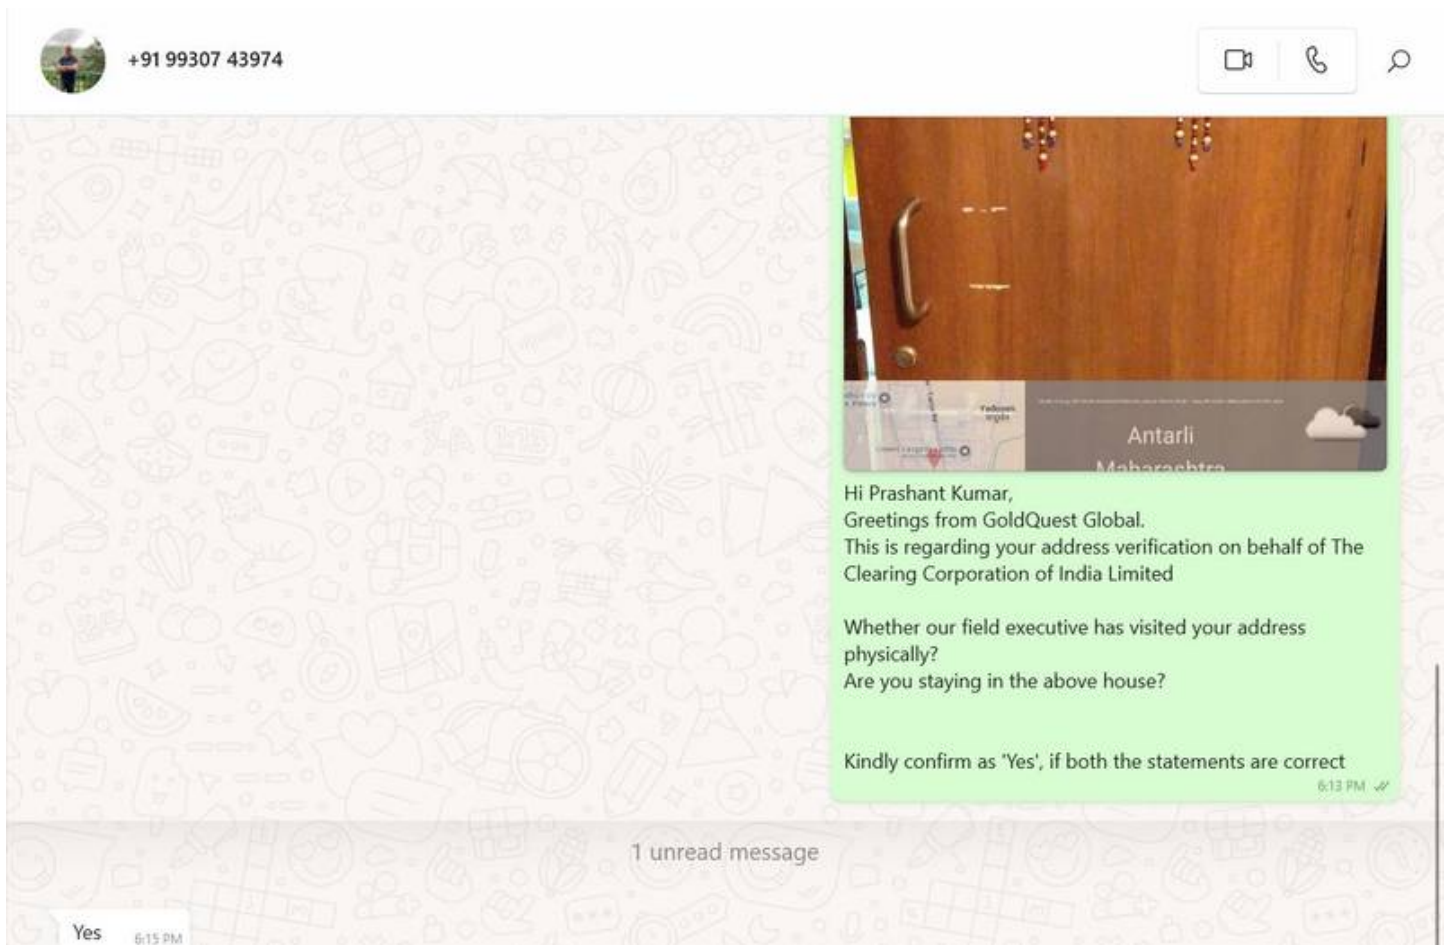 +91 99307 43974
Antarli
Maharashtra
Hi Prashant Kumar,
Greetings from GoldQuest Global.
This is regarding your address verification on behalf of The
Clearing Corporation of India Limited
Whether our field executive has visited your address
physically?
Are you staying in the above house?
Kindly confirm as 'Yes', if both the statements are correct
6:13 PM
1 unread message
Yes
6:15 PM